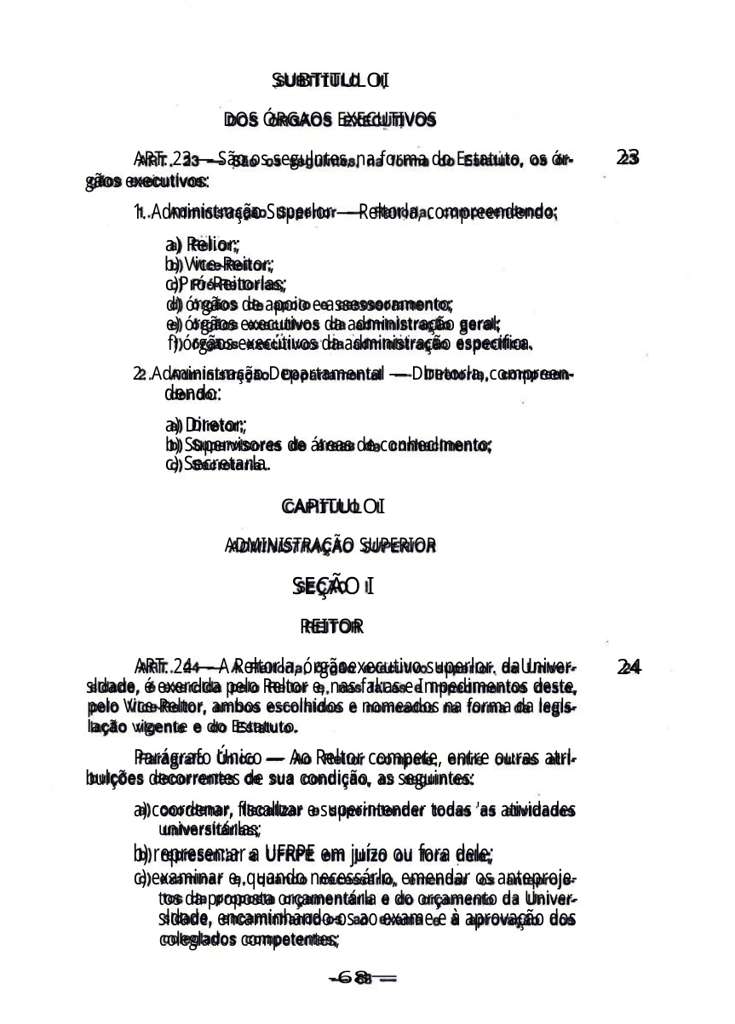 SUBTITULO I
DOS ÓRGAOS EXECUTIVOS
ART. 23 — São os seguintes, na forma do Estatuto, os ór- 23
gãos executivos:
1. Administração Superior — Reitoria, compreendendo:
a) Reitor;
b) Vice-Reitor;
c) Pró-Reitorias;
d) órgãos de apoio e assessoramento;
e) órgãos executivos da administração geral;
f) órgãos executivos da administração específica.
2. Administração Departamental — Diretoria, compreen-
dendo:
a) Diretor;
b) Supervisores de áreas de conhecimento;
c) Secretaria.
CAPITULO I
ADMINISTRAÇÃO SUPERIOR
SEÇÃO I
REITOR
ART. 24 — A Reitoria, órgão executivo superior da Univer- 24
sidade, é exercida pelo Reitor e, nas faltas e impedimentos deste,
pelo Vice-Reitor, ambos escolhidos e nomeados na forma da legis-
lação vigente e do Estatuto.
Parágrafo Único — Ao Reitor compete, entre outras atri-
buições decorrentes de sua condição, as seguintes:
a) coordenar, fiscalizar e superintender todas as atividades
universitárias;
b) representar a UFRPE em juízo ou fora dele;
c) examinar e, quando necessário, emendar os anteproje-
tos da proposta orçamentária e do orçamento da Univer-
sidade, encaminhando-os ao exame e à aprovação dos
colegiados competentes;
— 68 —